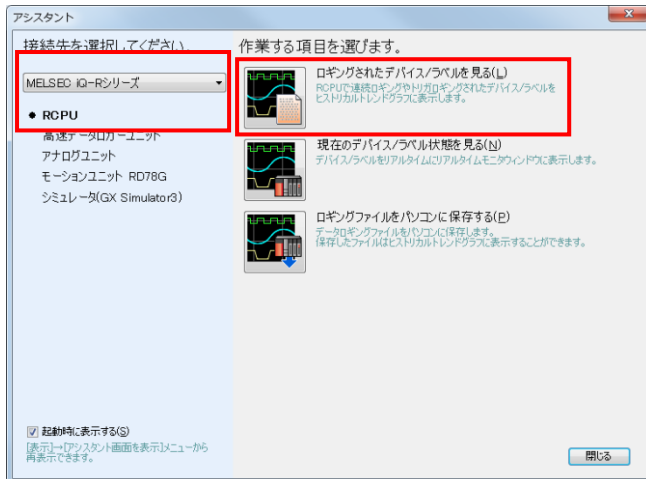 アシスタント
接続先を選択してください。
MELSEC iQ-Rシリーズ
RCPU
高速データロガーユニット
アナログユニット
モーションユニット RD78G
シミュレータ(GX Simulator3)
作業する項目を選びます。
ロギングされたデバイス/ラベルを見る(L)
RCPUで連続ロギングやトリガロギングされたデバイス/ラベルを
ヒストリカルトレンドグラフに表示します。
現在のデバイス/ラベル状態を見る(N)
デバイス/ラベルをリアルタイムにリアルタイムモニタウィンドウに表示します。
ロギングファイルをパソコンに保存する(P)
データロギングファイルをパソコンに保存します。
保存したファイルはヒストリカルトレンドグラフに表示することができます。
起動時に表示する(S)
[表示]→[アシスタント画面を表示]メニューから
再表示できます。
閉じる